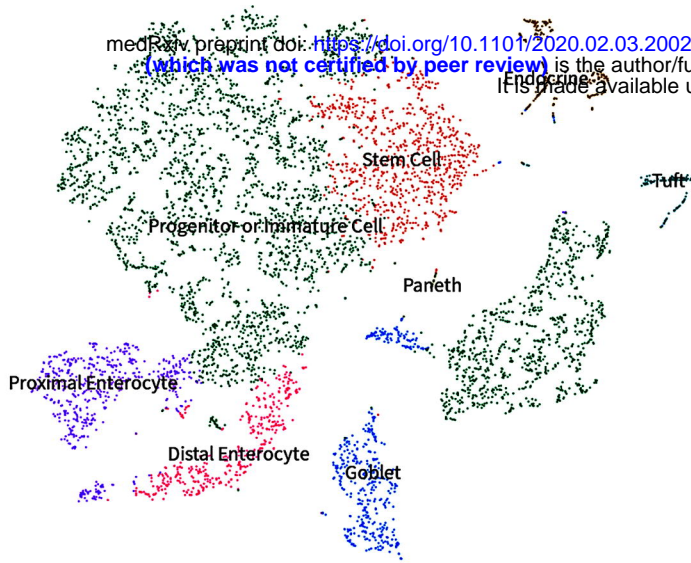 medRxiv preprint doi: https://doi.org/10.1101/2020.02.03.2002
(which was not certified by peer review) is the author/fu
It is made available u
Endocrine
Stem Cell
Tuft
Progenitor or Immature Cell
Paneth
Proximal Enterocyte
Distal Enterocyte
Goblet